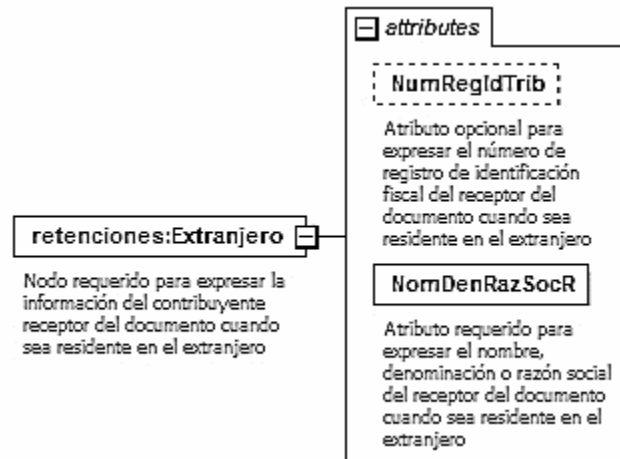 attributes
NumRegIdTrib
Atributo opcional para
expresar el número de
registro de identificación
fiscal del receptor del
documento cuando sea
residente en el extranjero
retenciones:Extranjero
Nodo requerido para expresar la
información del contribuyente
receptor del documento cuando
sea residente en el extranjero
NomDenRazSocR
Atributo requerido para
expresar el nombre,
denominación o razón social
del receptor del documento
cuando sea residente en el
extranjero